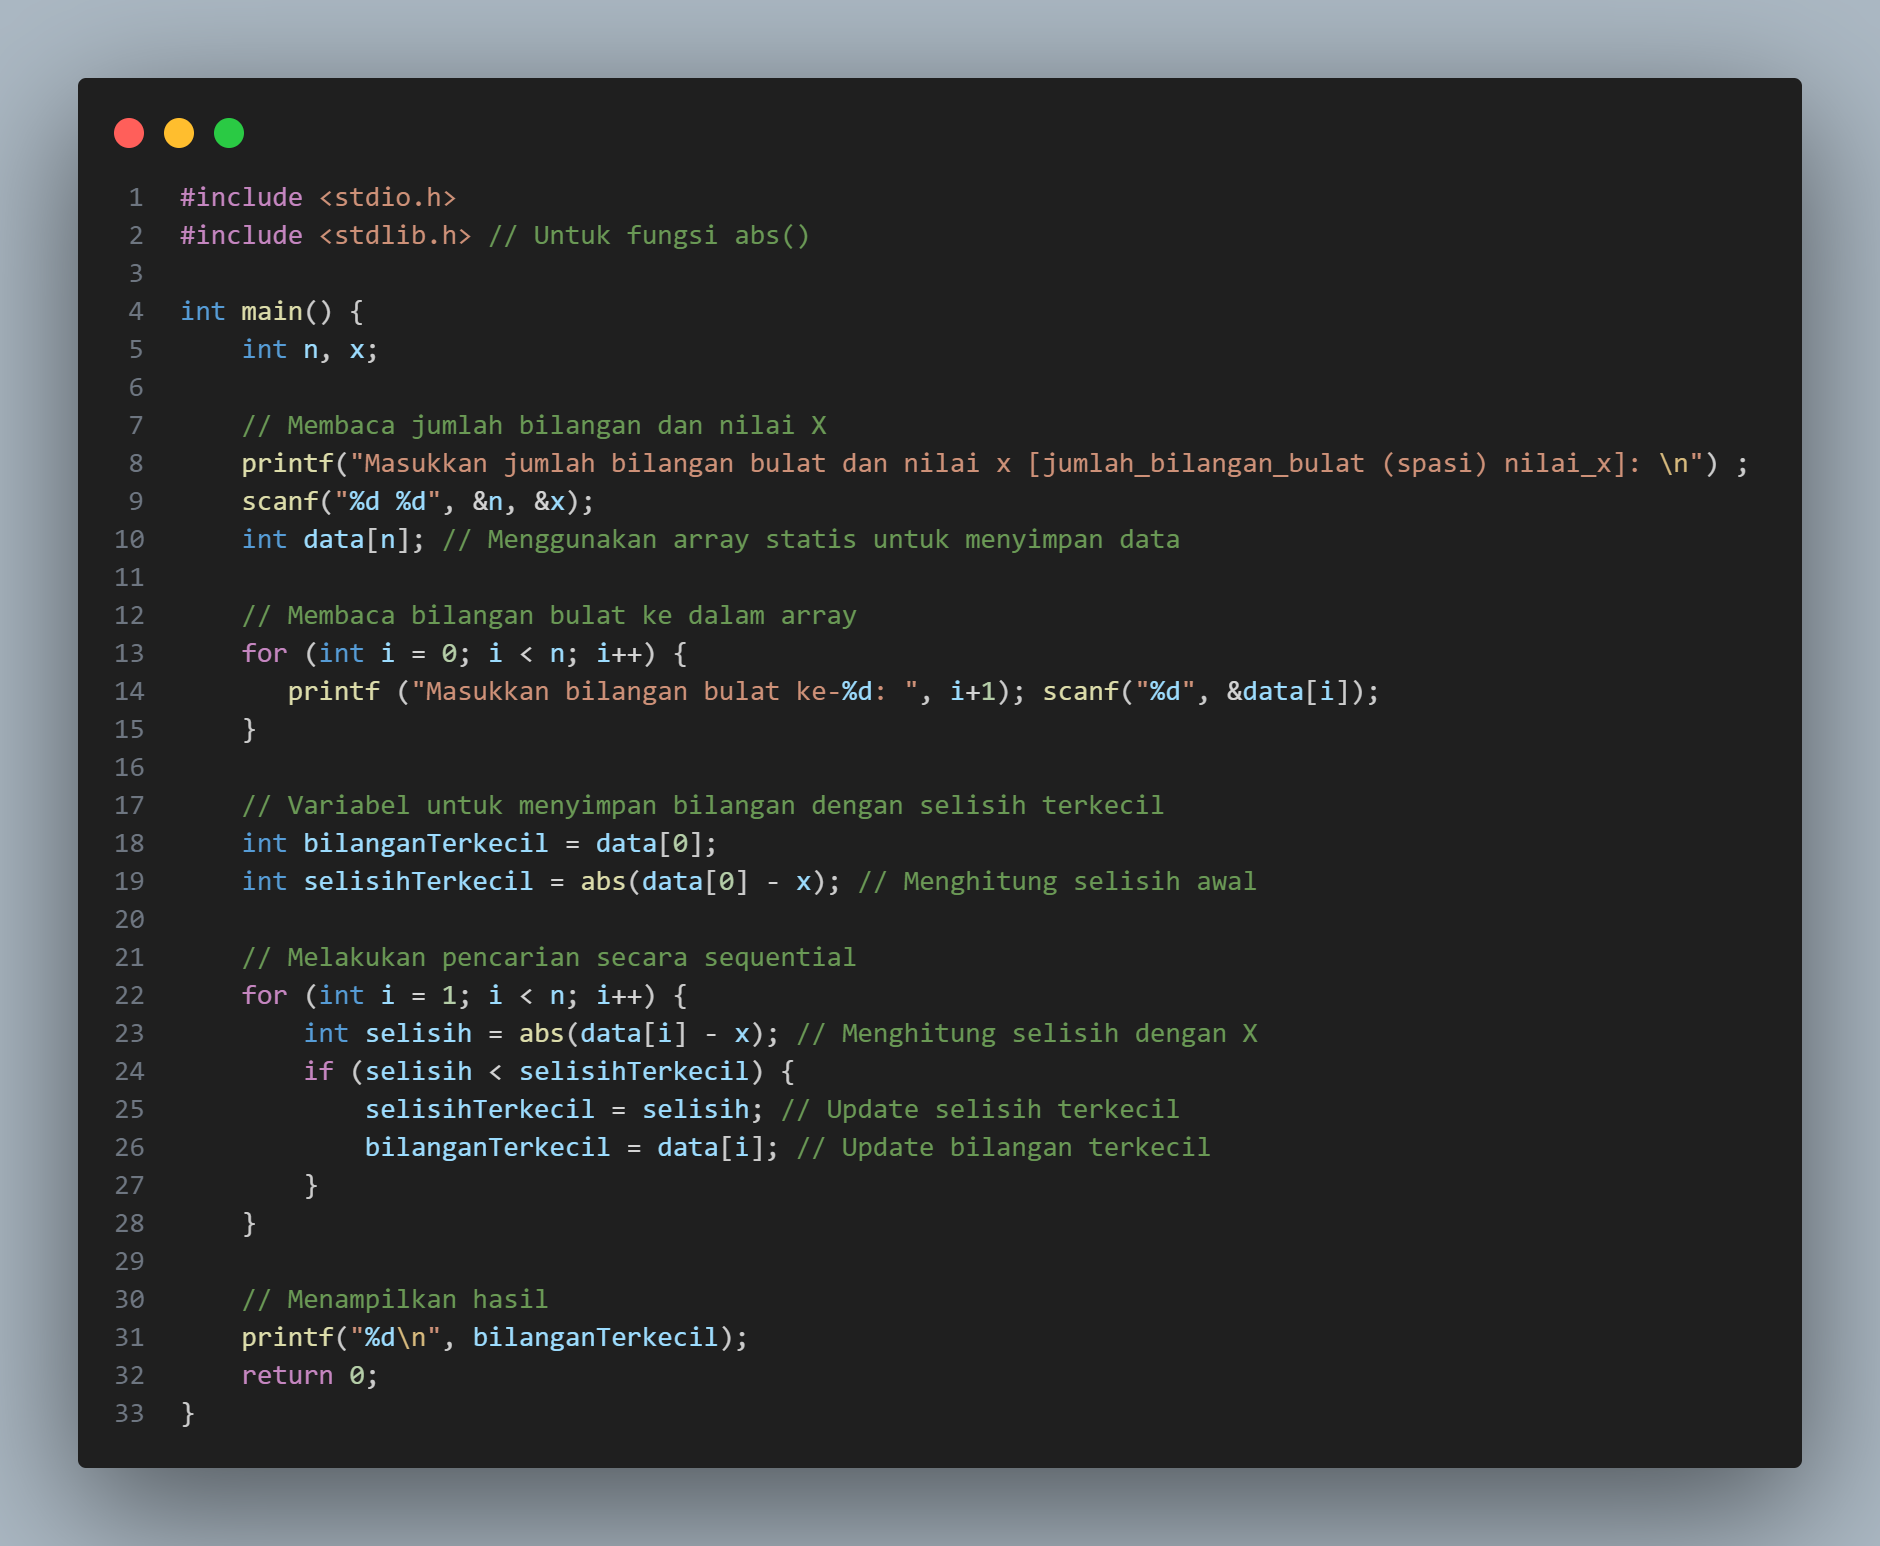 1 #include <stdio.h>
2 #include <stdlib.h> // Untuk fungsi abs()
3
4 int main() {
5     int n, x;
6
7     // Membaca jumlah bilangan dan nilai X
8     printf("Masukkan jumlah bilangan bulat dan nilai x [jumlah_bilangan_bulat (spasi) nilai_x]: \n") ;
9     scanf("%d %d", &n, &x);
10     int data[n]; // Menggunakan array statis untuk menyimpan data
11
12     // Membaca bilangan bulat ke dalam array
13     for (int i = 0; i < n; i++) {
14        printf ("Masukkan bilangan bulat ke-%d: ", i+1); scanf("%d", &data[i]);
15     }
16
17     // Variabel untuk menyimpan bilangan dengan selisih terkecil
18     int bilanganTerkecil = data[0];
19     int selisihTerkecil = abs(data[0] - x); // Menghitung selisih awal
20
21     // Melakukan pencarian secara sequential
22     for (int i = 1; i < n; i++) {
23         int selisih = abs(data[i] - x); // Menghitung selisih dengan X
24         if (selisih < selisihTerkecil) {
25             selisihTerkecil = selisih; // Update selisih terkecil
26             bilanganTerkecil = data[i]; // Update bilangan terkecil
27         }
28     }
29
30     // Menampilkan hasil
31     printf("%d\n", bilanganTerkecil);
32     return 0;
33 }